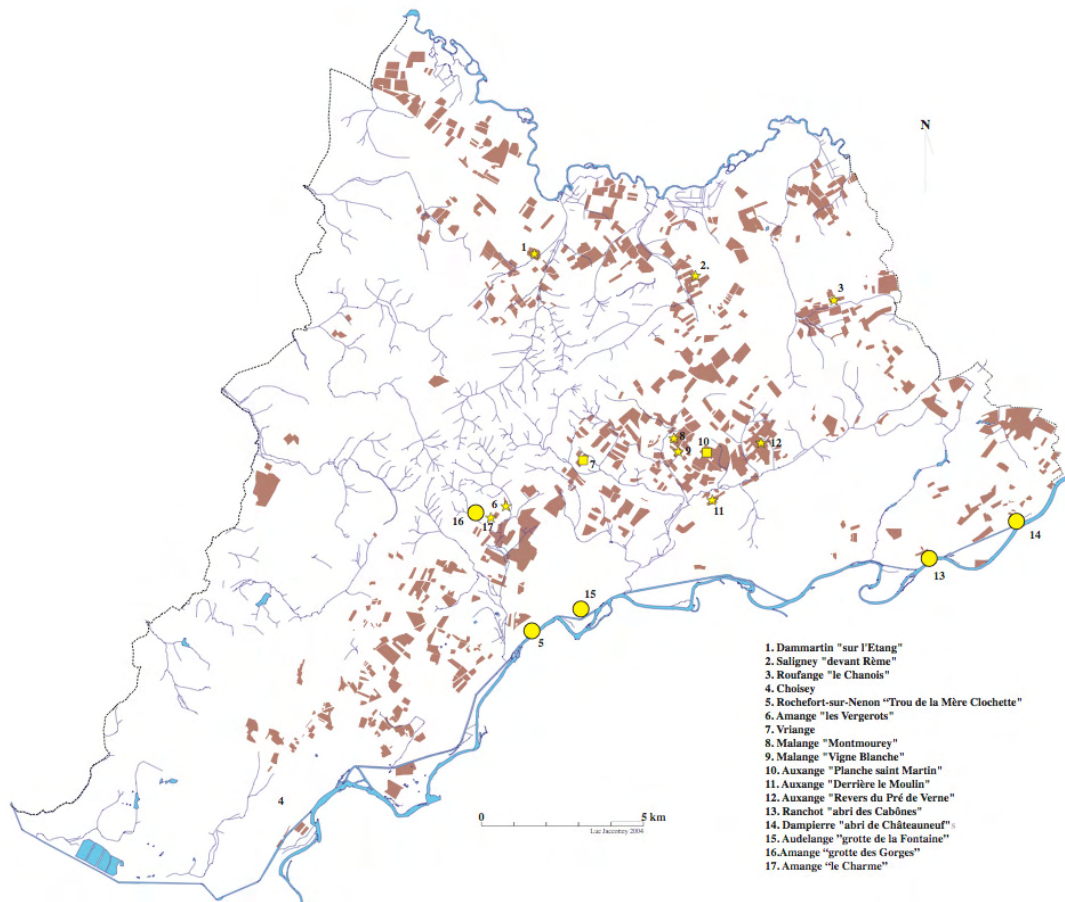 N
1
2.
3
8
10
12
9
7
6
11
16
17
14
13
15
5
4
0
5 km
Luc Jaccottey 2004
1. Dammartin "sur l'Etang"
2. Saligney "devant Rème"
3. Roufange "le Chanois"
4. Choisey
5. Rochefort-sur-Nenon “Trou de la Mère Clochette”
6. Amange "les Vergerots"
7. Vriange
8. Malange "Montmourey"
9. Malange "Vigne Blanche"
10. Auxange "Planche saint Martin"
11. Auxange "Derrière le Moulin"
12. Auxange "Revers du Pré de Verne"
13. Ranchot "abri des Cabônes"
14. Dampierre "abri de Châteauneuf"s
15. Audelange "grotte de la Fontaine"
16. Amange “grotte des Gorges”
17. Amange “le Charme”